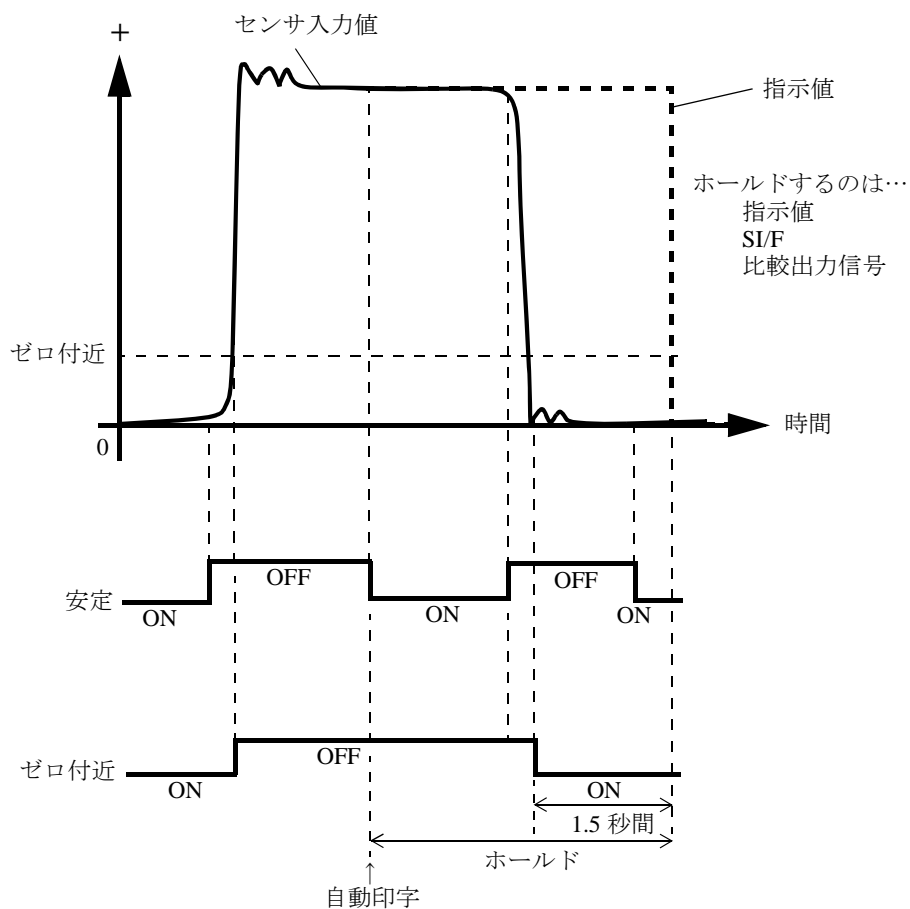 センサ入力値
+
指示値
ホールドするのは…
指示値
SI/F
比較出力信号
ゼロ付近
時間
0
安定
ON
OFF
ON
OFF
ON
ゼロ付近
ON
OFF
ON
1.5 秒間
ホールド
↑
自動印字